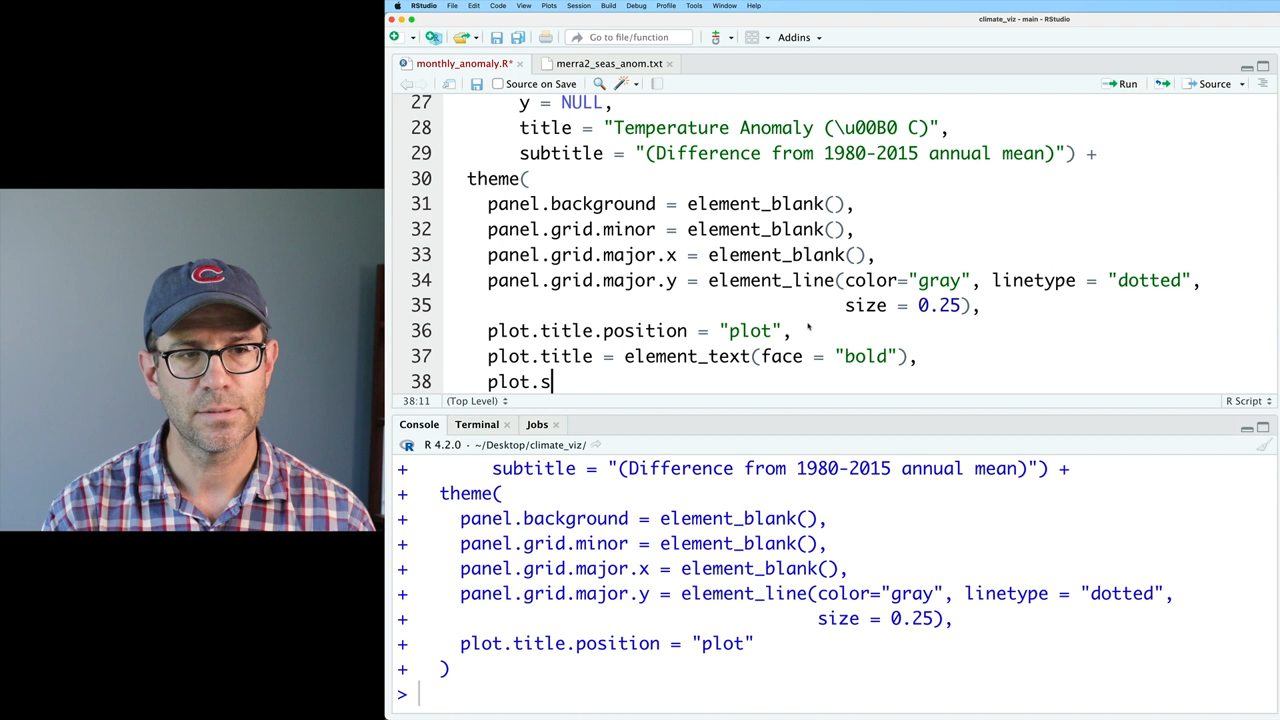 RStudio File Edit Code View Plots Session Build Debug Profile Tools Window Help
climate_viz - main - RStudio
Go to file/function Addins
monthly_anomaly.R* merra2_seas_anom.txt
Source on Save Run Source
27 y = NULL,
28 title = "Temperature Anomaly (\u00B0 C)",
29 subtitle = "(Difference from 1980-2015 annual mean)") +
30 theme(
31 panel.background = element_blank(),
32 panel.grid.minor = element_blank(),
33 panel.grid.major.x = element_blank(),
34 panel.grid.major.y = element_line(color="gray", linetype = "dotted",
35 size = 0.25),
36 plot.title.position = "plot",
37 plot.title = element_text(face = "bold"),
38 plot.s
38:11 (Top Level) R Script
Console Terminal Jobs
R 4.2.0 · ~/Desktop/climate_viz/
+ subtitle = "(Difference from 1980-2015 annual mean)") +
+ theme(
+ panel.background = element_blank(),
+ panel.grid.minor = element_blank(),
+ panel.grid.major.x = element_blank(),
+ panel.grid.major.y = element_line(color="gray", linetype = "dotted",
+ size = 0.25),
+ plot.title.position = "plot"
+ )
>